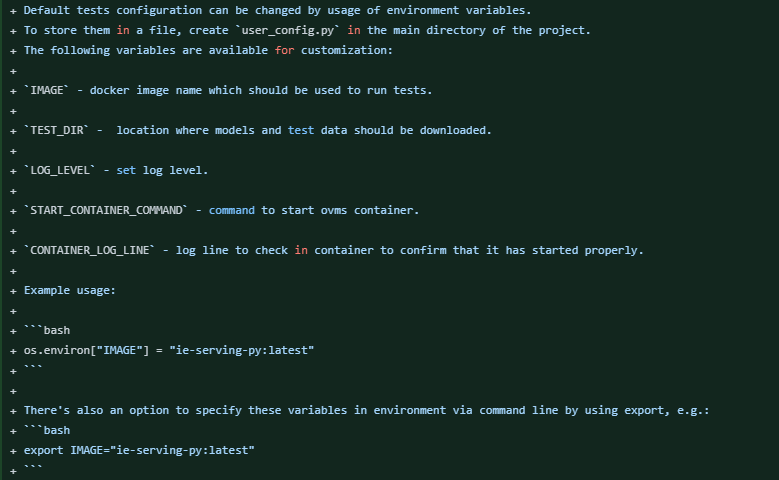 + Default tests configuration can be changed by usage of environment variables.
+ To store them in a file, create `user_config.py` in the main directory of the project.
+ The following variables are available for customization:
+
+ `IMAGE` - docker image name which should be used to run tests.
+
+ `TEST_DIR` -  location where models and test data should be downloaded.
+
+ `LOG_LEVEL` - set log level.
+
+ `START_CONTAINER_COMMAND` - command to start ovms container.
+
+ `CONTAINER_LOG_LINE` - log line to check in container to confirm that it has started properly.
+
+ Example usage:
+
+ ```bash
+ os.environ["IMAGE"] = "ie-serving-py:latest"
+ ```
+
+ There's also an option to specify these variables in environment via command line by using export, e.g.:
+ ```bash
+ export IMAGE="ie-serving-py:latest"
+ ```